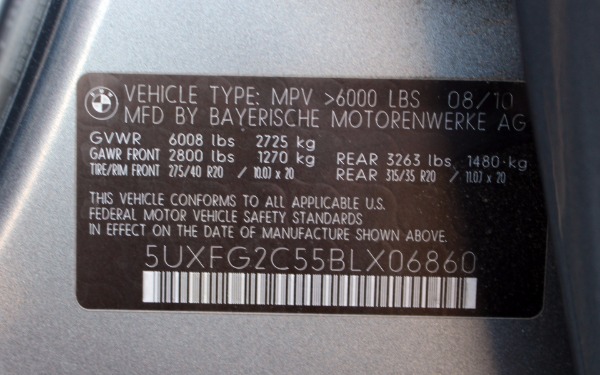 BMW
VEHICLE TYPE: MPV >6000 LBS 08/10
MFD BY BAYERISCHE MOTORENWERKE AG
GVWR 6008 lbs 2725 kg
GAWR FRONT 2800 lbs 1270 kg REAR 3263 lbs 1480 kg
TIRE/RIM FRONT 275/40 R20 / 10.0J x 20 REAR 315/35 R20 / 11.0J x 20
THIS VEHICLE CONFORMS TO ALL APPLICABLE U.S.
FEDERAL MOTOR VEHICLE SAFETY STANDARDS
IN EFFECT ON THE DATE OF MANUFACTURE SHOWN ABOVE.
5UXFG2C55BLX06860